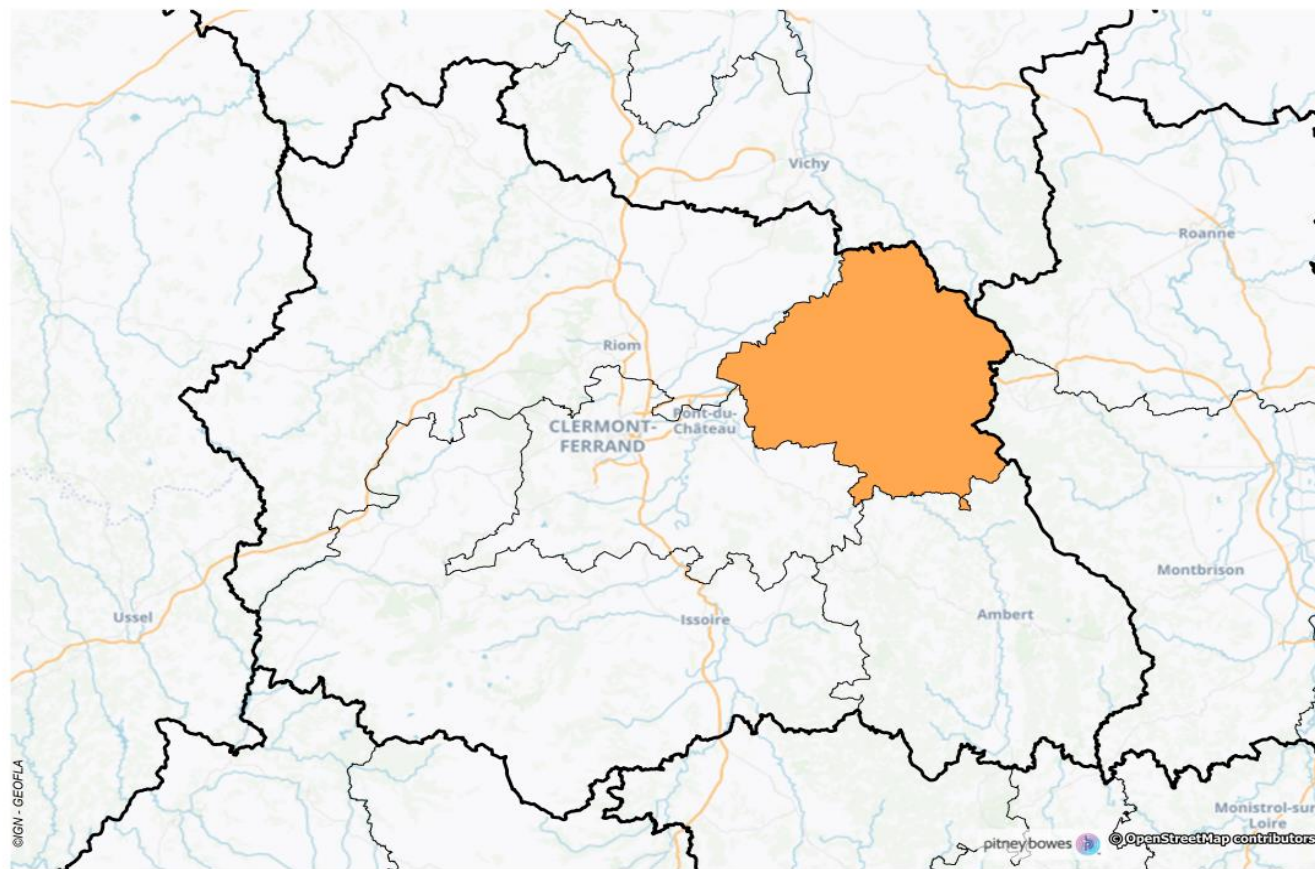 Vichy
Roanne
Riom
Pont-du-
Château
CLERMONT-
FERRAND
Montbrison
Ussel
Issoire
Ambert
Monistrol-sur-
Loire
©IGN - GEOFLA
pitney bowes
© OpenStreetMap contributors